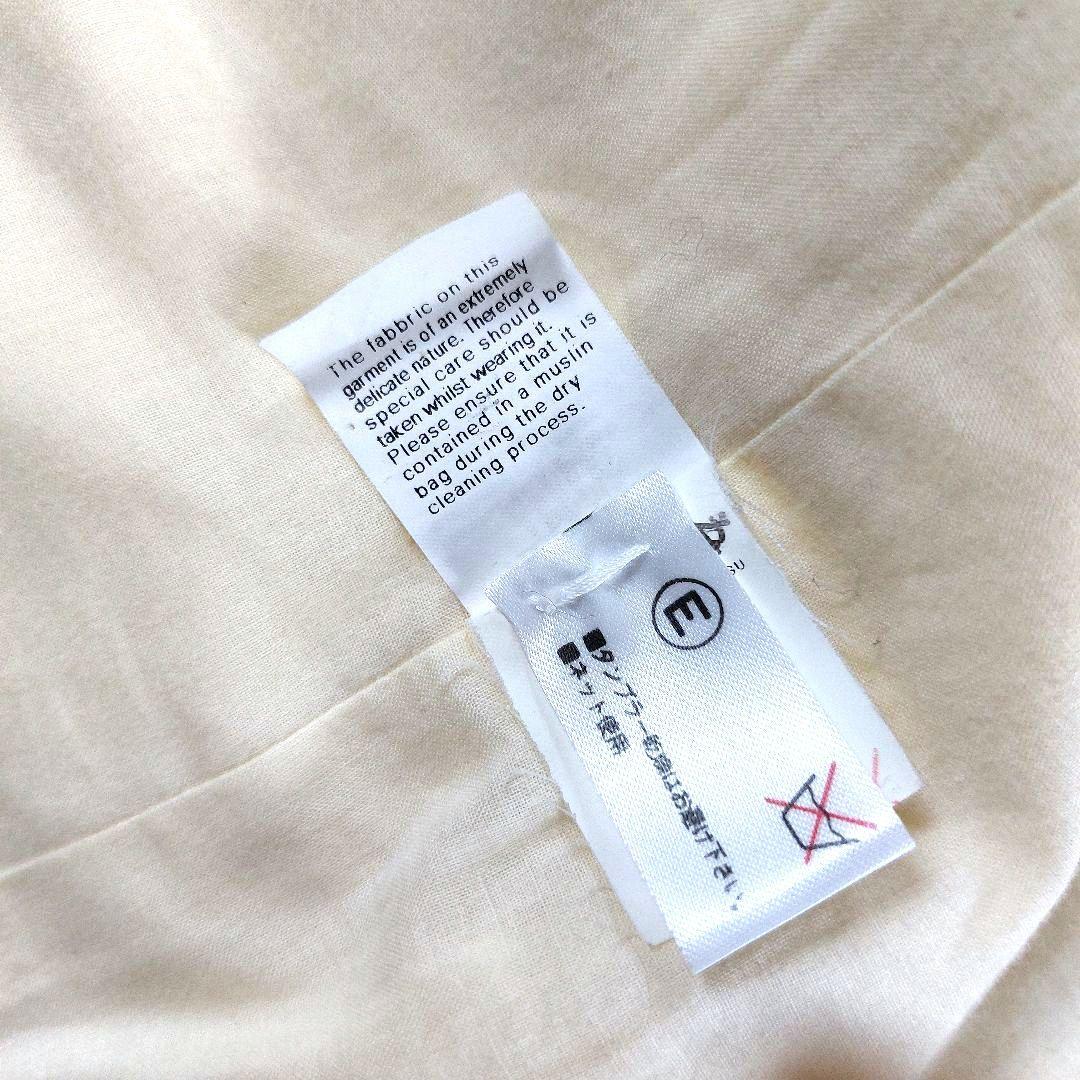 The fabbric on this
garment is of an extremely
delicate nature. Therefore
special care should be
taken whilst wearing it.
Please ensure that it is
contained in a muslin
bag during the dry
cleaning process.
E
■タンブラー乾燥はお避け下さい。
■ネット使用
SU